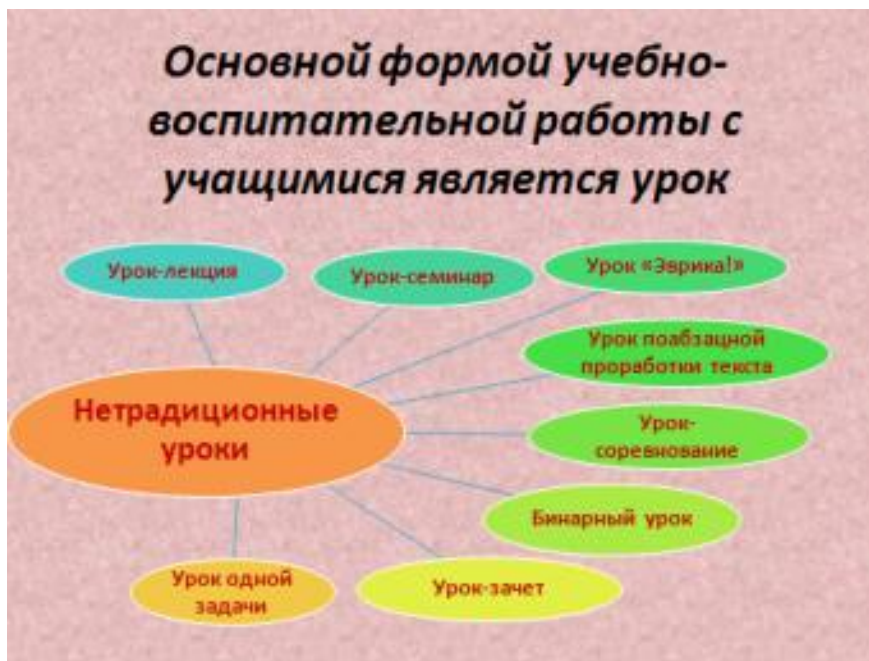 Основной формой учебно-
воспитательной работы с
учащимися является урок
Урок-лекция
Урок-семинар
Урок «Эврика!»
Урок поабзацной
проработки текста
Нетрадиционные
уроки
Урок-
соревнование
Бинарный урок
Урок одной
задачи
Урок-зачет